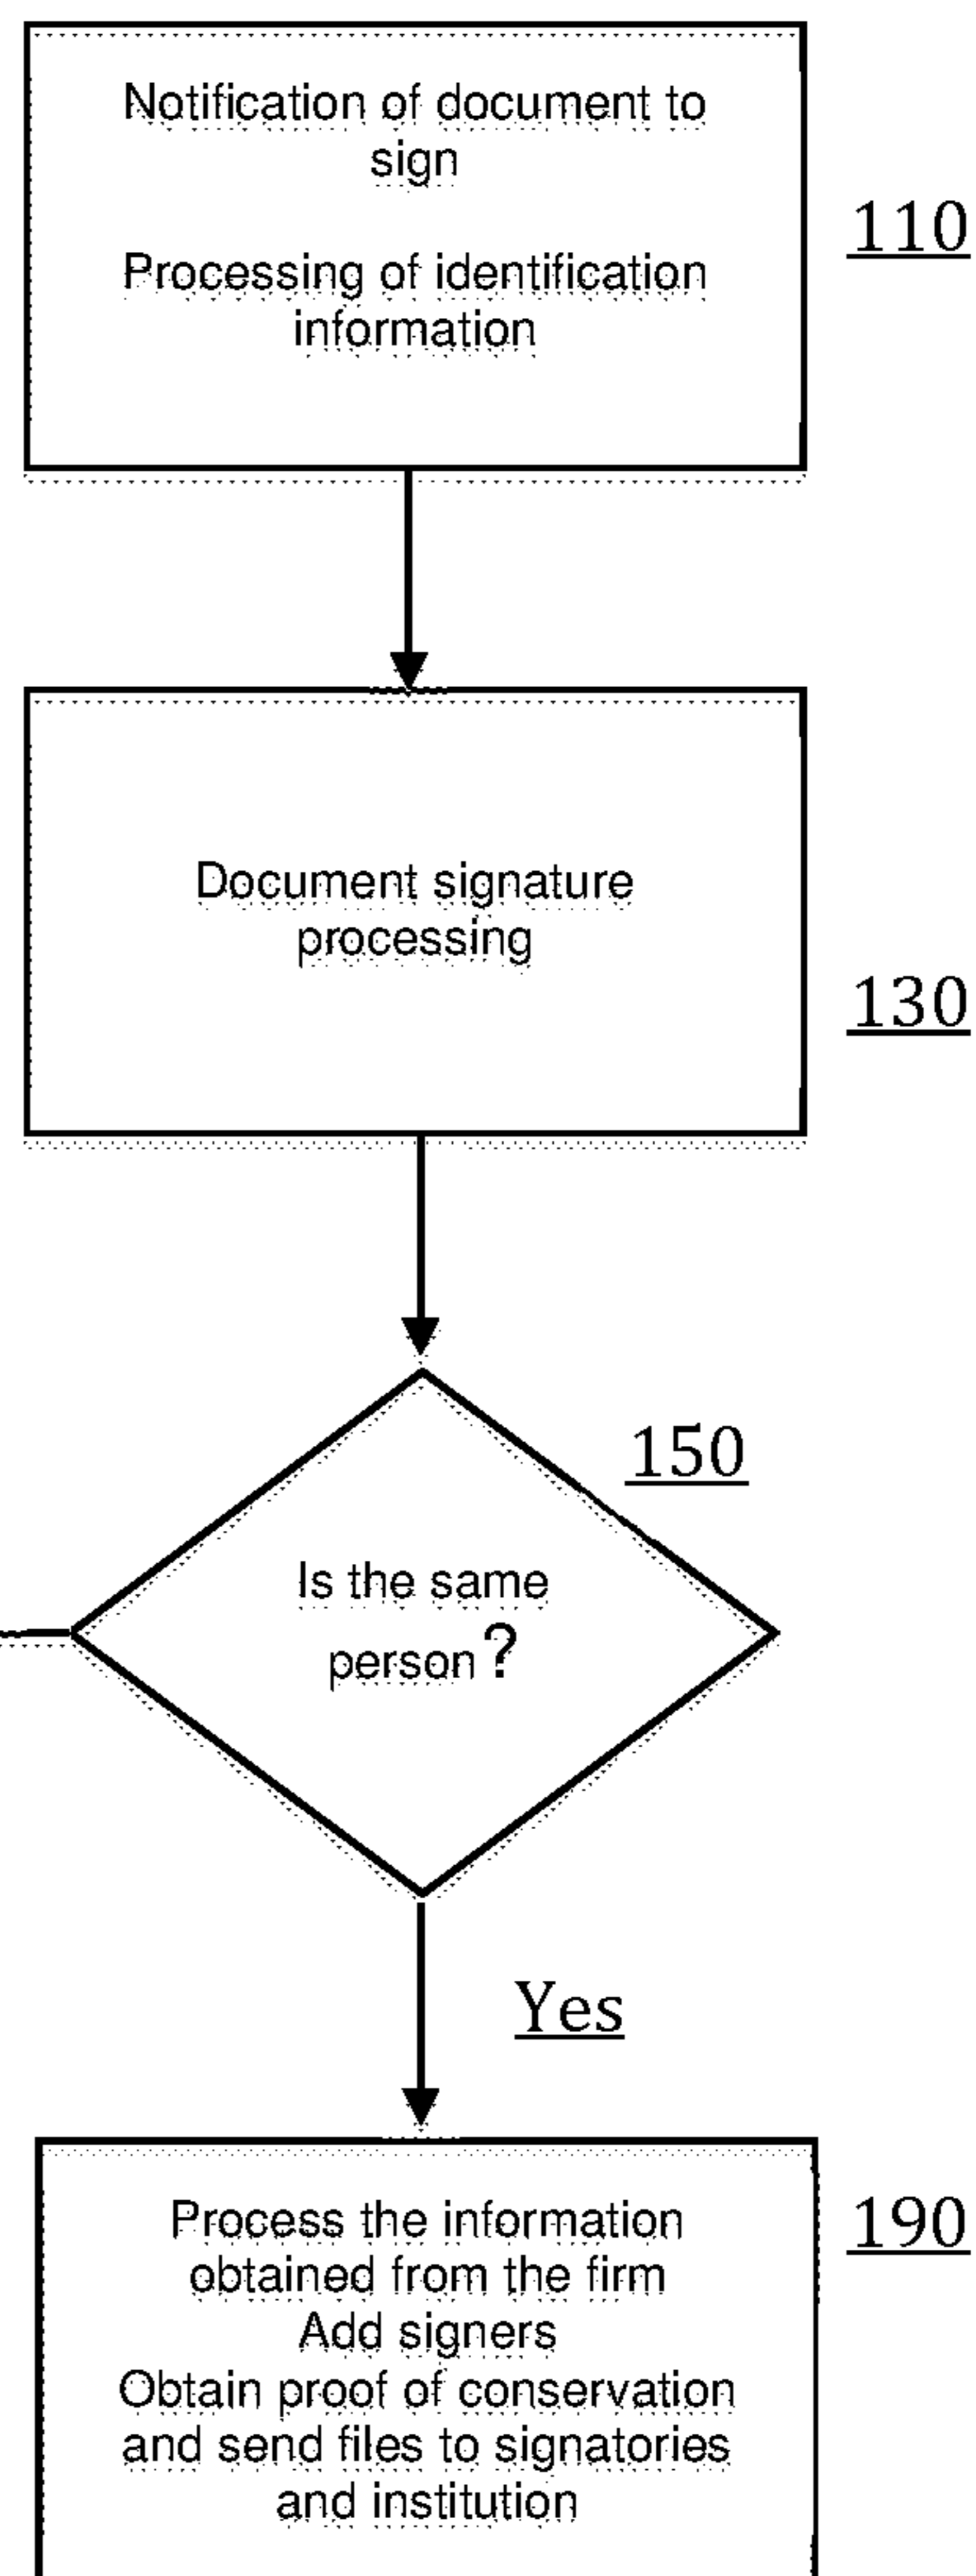 Notification of document to
sign
Processing of identification
information
110
Document signature
processing
130
150
Is the same
person?
Yes
190
Process the information
obtained from the firm
Add signers
Obtain proof of conservation
and send files to signatories
and institution